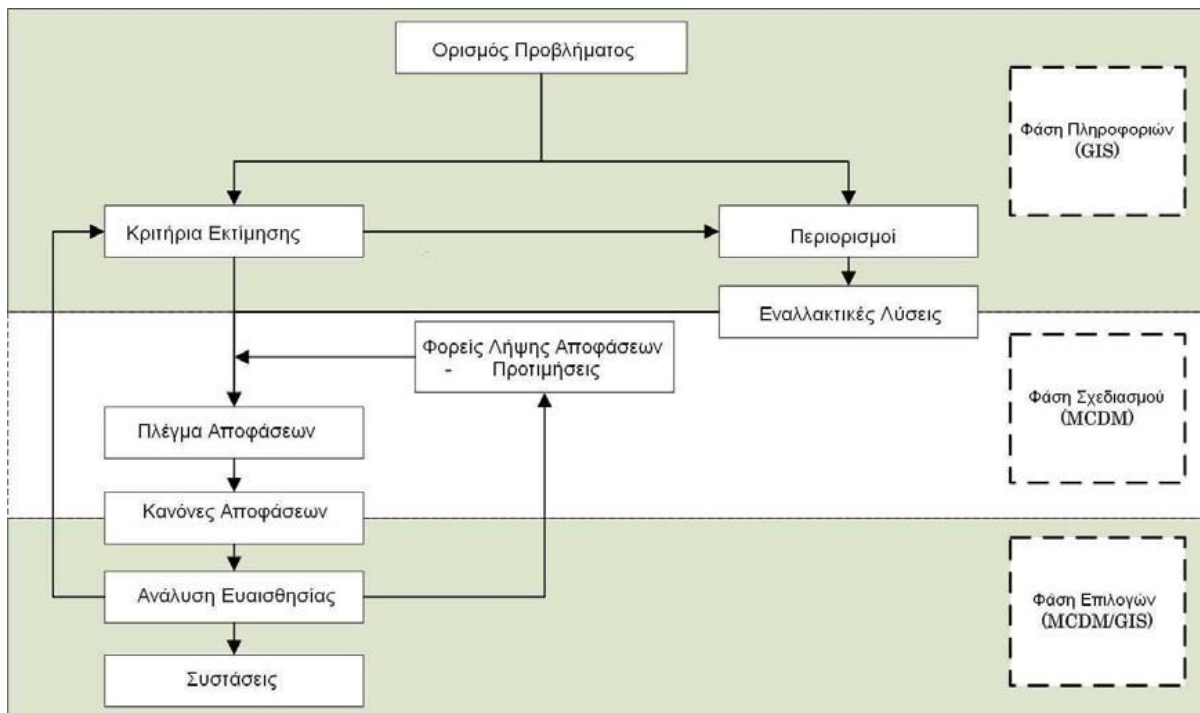 Ορισμός Προβλήματος
Φάση Πληροφοριών
(GIS)
Κριτήρια Εκτίμησης
Περιορισμοί
Εναλλακτικές Λύσεις
Φορείς Λήψης Αποφάσεων
- Προτιμήσεις
Φάση Σχεδιασμού
(MCDM)
Πλέγμα Αποφάσεων
Κανόνες Αποφάσεων
Ανάλυση Ευαισθησίας
Φάση Επιλογών
(MCDM/GIS)
Συστάσεις